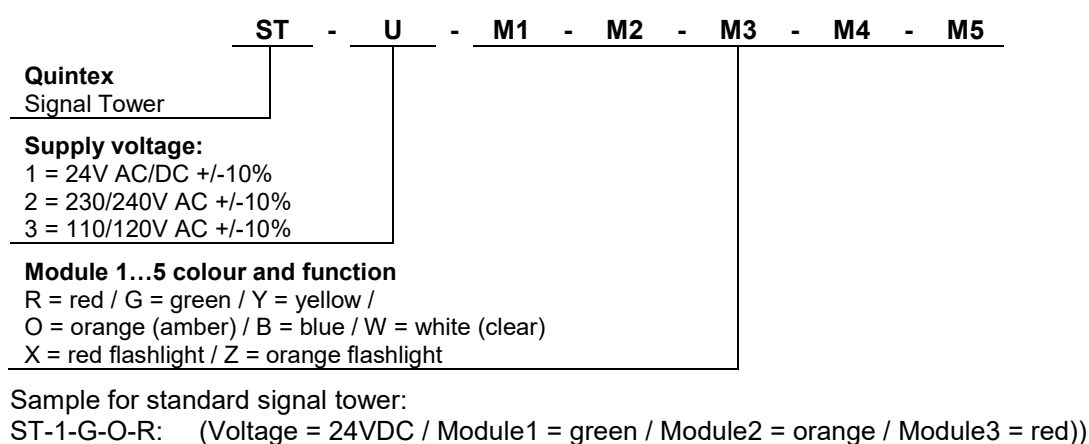 ST - U - M1 - M2 - M3 - M4 - M5
Quintex
Signal Tower
Supply voltage:
1 = 24V AC/DC +/-10%
2 = 230/240V AC +/-10%
3 = 110/120V AC +/-10%
Module 1…5 colour and function
R = red / G = green / Y = yellow /
O = orange (amber) / B = blue / W = white (clear)
X = red flashlight / Z = orange flashlight
Sample for standard signal tower:
ST-1-G-O-R: (Voltage = 24VDC / Module1 = green / Module2 = orange / Module3 = red))